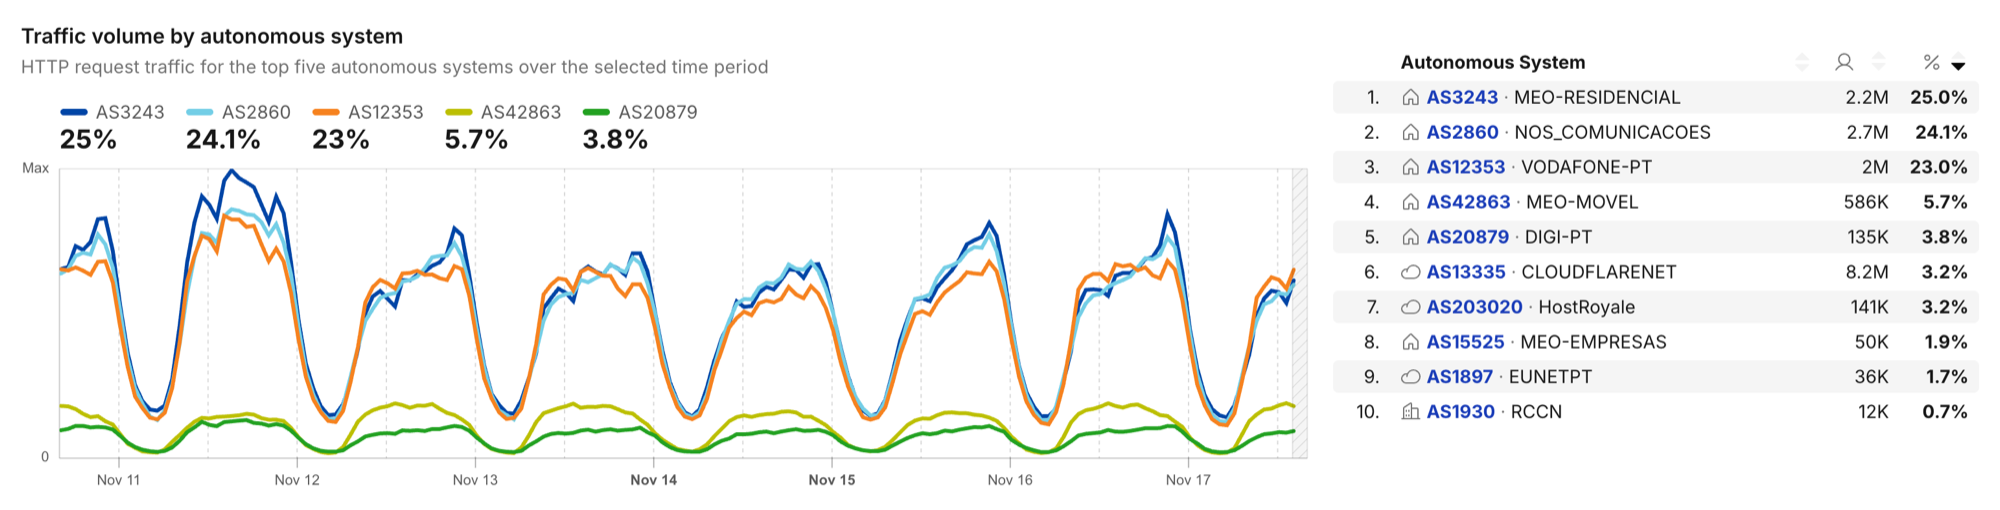 Traffic volume by autonomous system
HTTP request traffic for the top five autonomous systems over the selected time period
AS3243 AS2860 AS12353 AS42863 AS20879
25% 24.1% 23% 5.7% 3.8%
Max
0
Nov 11 Nov 12 Nov 13 Nov 14 Nov 15 Nov 16 Nov 17
Autonomous System %
1. AS3243 · MEO-RESIDENCIAL 2.2M 25.0%
2. AS2860 · NOS_COMUNICACOES 2.7M 24.1%
3. AS12353 · VODAFONE-PT 2M 23.0%
4. AS42863 · MEO-MOVEL 586K 5.7%
5. AS20879 · DIGI-PT 135K 3.8%
6. AS13335 · CLOUDFLARENET 8.2M 3.2%
7. AS203020 · HostRoyale 141K 3.2%
8. AS15525 · MEO-EMPRESAS 50K 1.9%
9. AS1897 · EUNETPT 36K 1.7%
10. AS1930 · RCCN 12K 0.7%